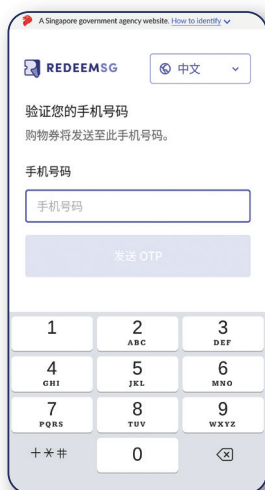 A Singapore government agency website. How to identify
REDEEMSG
中文
验证您的手机号码
购物券将发送至此手机号码。
手机号码
手机号码
发送 OTP
1
2
ABC
3
DEF
4
GHI
5
JKL
6
MNO
7
PQRS
8
TUV
9
WXYZ
+*#
0